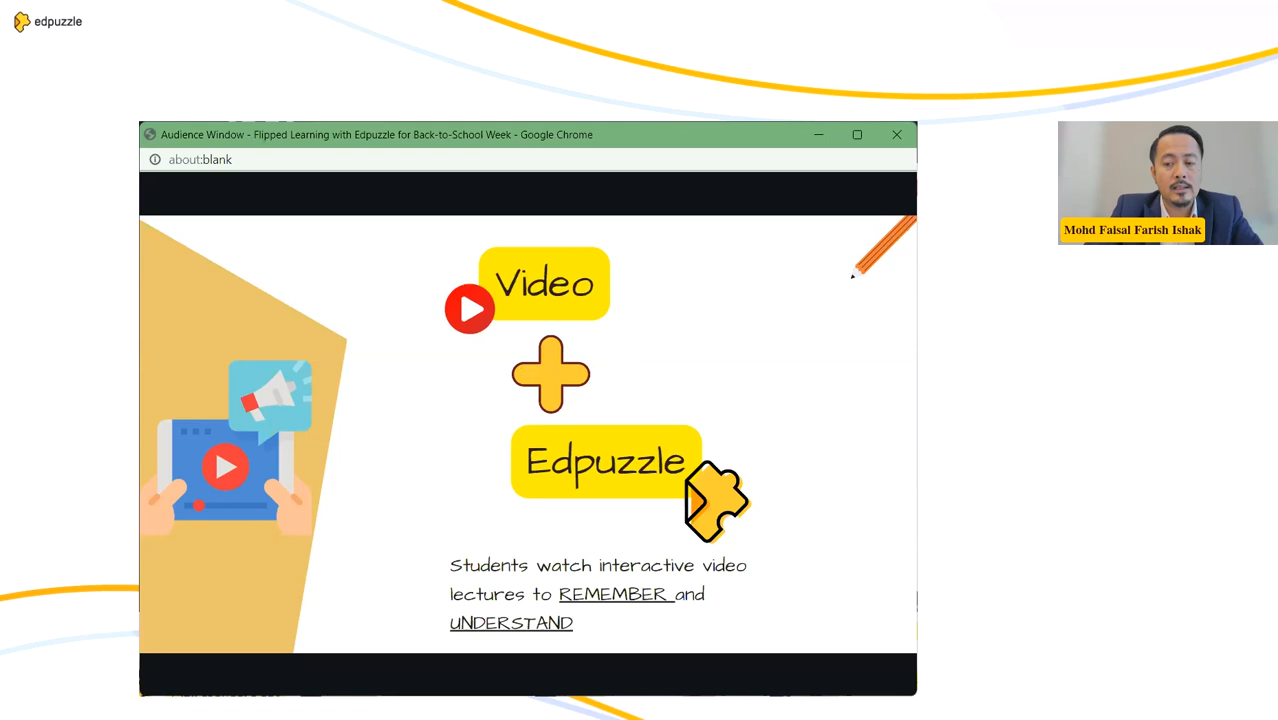 edpuzzle
Audience Window - Flipped Learning with Edpuzzle for Back-to-School Week - Google Chrome
about:blank
Video
Mohd Faisal Farish Ishak
Edpuzzle
Students watch interactive video
lectures to REMEMBER and
UNDERSTAND